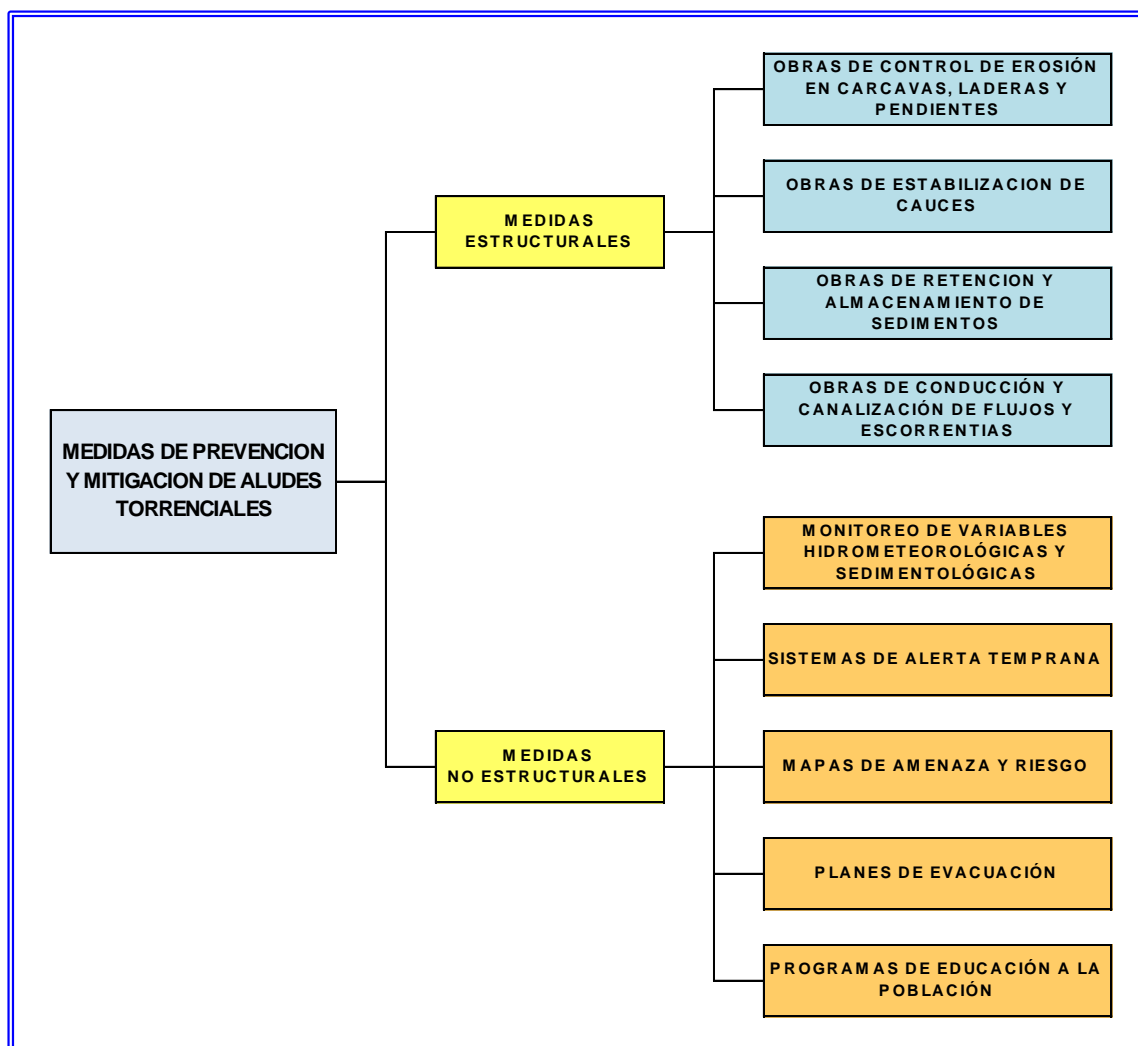 OBRAS DE CONTROL DE EROSIÓN
EN CARCAVAS, LADERAS Y
PENDIENTES
OBRAS DE ESTABILIZACION DE
CAUCES
MEDIDAS
ESTRUCTURALES
OBRAS DE RETENCION Y
ALMACENAMIENTO DE
SEDIMENTOS
OBRAS DE CONDUCCIÓN Y
CANALIZACIÓN DE FLUJOS Y
ESCORRENTIAS
MEDIDAS DE PREVENCION
Y MITIGACION DE ALUDES
TORRENCIALES
MONITOREO DE VARIABLES
HIDROMETEOROLÓGICAS Y
SEDIMENTOLÓGICAS
SISTEMAS DE ALERTA TEMPRANA
MEDIDAS
NO ESTRUCTURALES
MAPAS DE AMENAZA Y RIESGO
PLANES DE EVACUACIÓN
PROGRAMAS DE EDUCACIÓN A LA
POBLACIÓN